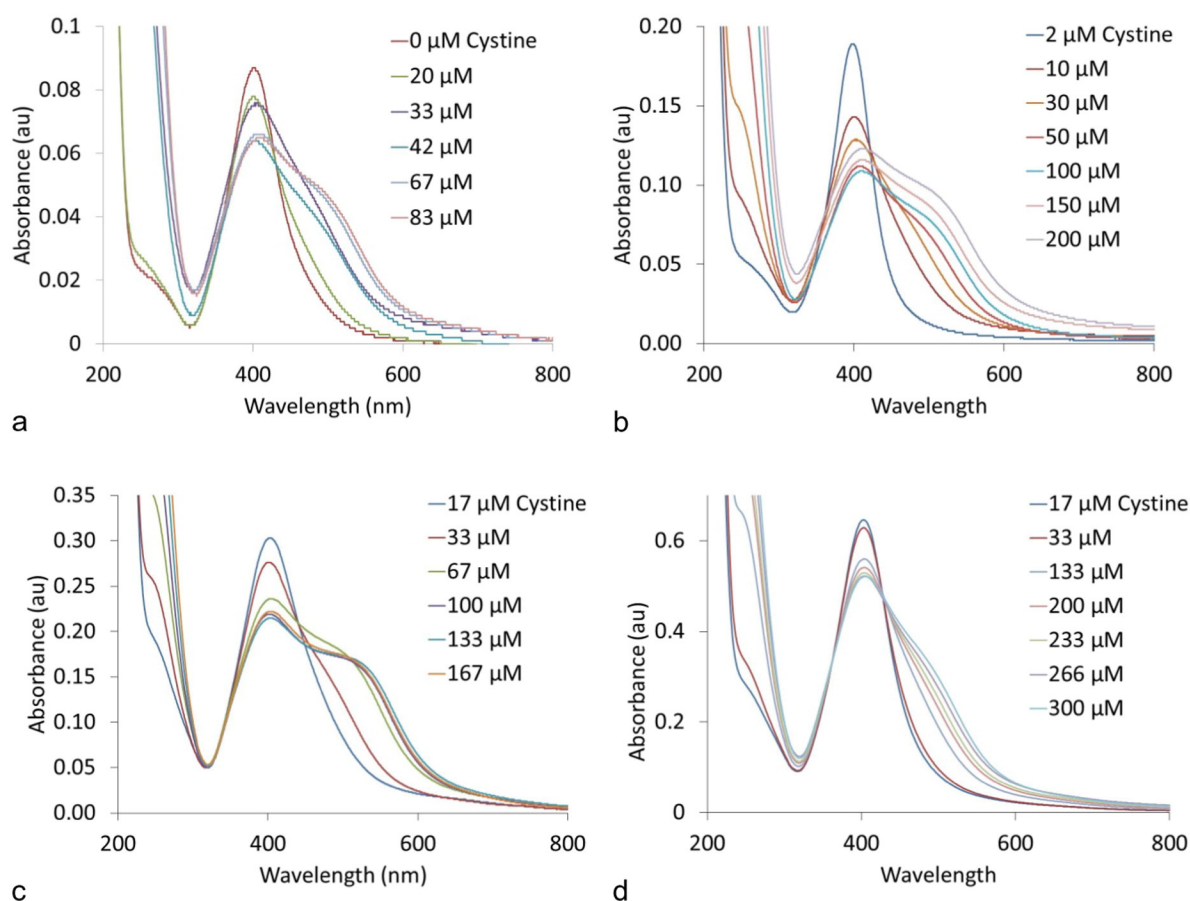 0.1
0.08
0.06
0.04
0.02
0
Absorbance (au)
200
400
600
800
Wavelength (nm)
0 µM Cystine
20 µM
33 µM
42 µM
67 µM
83 µM
a
0.20
0.15
0.10
0.05
0.00
Absorbance (au)
200
400
600
800
Wavelength
2 µM Cystine
10 µM
30 µM
50 µM
100 µM
150 µM
200 µM
b
0.35
0.30
0.25
0.20
0.15
0.10
0.05
0.00
Absorbance (au)
200
400
600
800
Wavelength (nm)
17 µM Cystine
33 µM
67 µM
100 µM
133 µM
167 µM
c
0.6
0.4
0.2
0
Absorbance (au)
200
400
600
800
Wavelength
17 µM Cystine
33 µM
133 µM
200 µM
233 µM
266 µM
300 µM
d